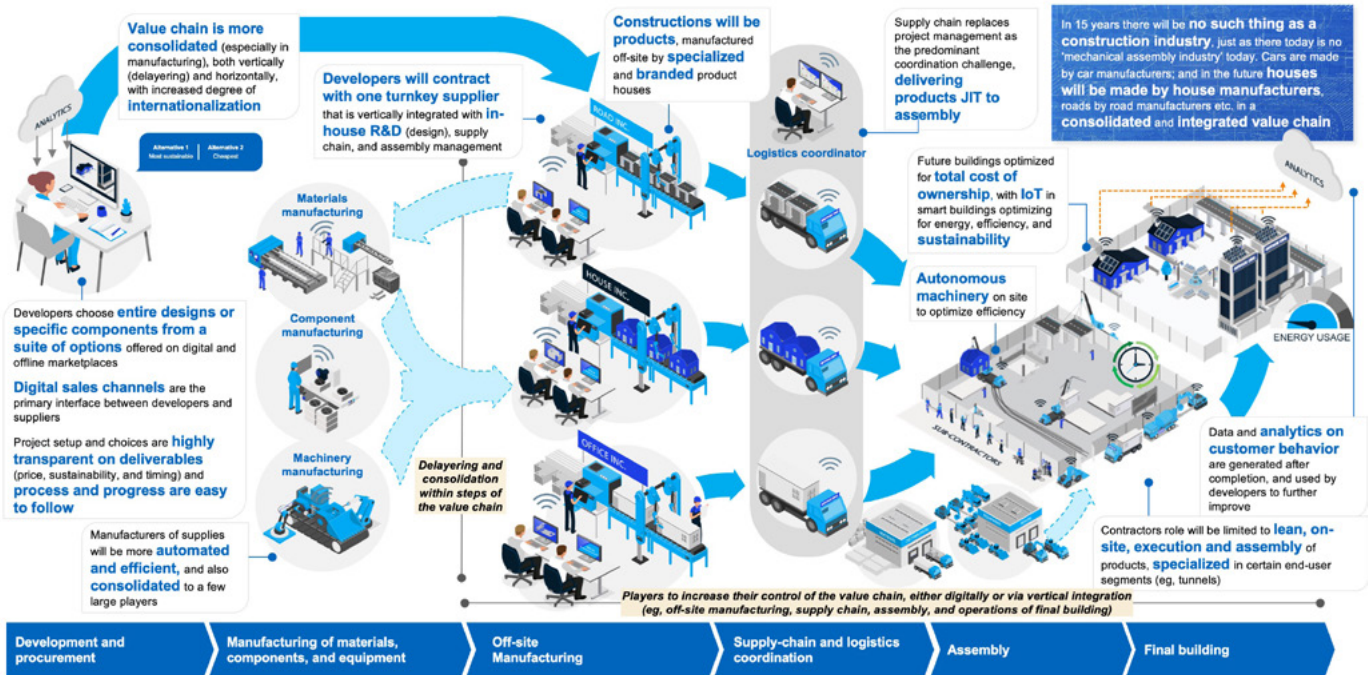 Value chain is more
consolidated (especially in
manufacturing), both vertically
(delayering) and horizontally,
with increased degree of
internationalization
ANALYTICS
Alternative 1
Most sustainable
Alternative 2
Cheapest
Developers will contract
with one turnkey supplier
that is vertically integrated with in-
house R&D (design), supply
chain, and assembly management
Constructions will be
products, manufactured
off-site by specialized
and branded product
houses
Supply chain replaces
project management as
the predominant
coordination challenge,
delivering
products JIT to
assembly
In 15 years there will be no such thing as a
construction industry, just as there today is no
'mechanical assembly industry' today. Cars are made
by car manufacturers; and in the future houses
will be made by house manufacturers,
roads by road manufacturers etc. in a
consolidated and integrated value chain
ROAD INC.
Logistics coordinator
Future buildings optimized
for total cost of
ownership, with IoT in
smart buildings optimizing
for energy, efficiency, and
sustainability
ANALYTICS
Materials
manufacturing
HOUSE INC.
Autonomous
machinery on site
to optimize efficiency
ENERGY USAGE
Developers choose entire designs or
specific components from a
suite of options offered on digital and
offline marketplaces
Digital sales channels are the
primary interface between developers and
suppliers
Project setup and choices are highly
transparent on deliverables
(price, sustainability, and timing) and
process and progress are easy
to follow
Component
manufacturing
Machinery
manufacturing
OFFICE INC.
SUB-CONTRACTORS
Delayering and
consolidation
within steps of
the value chain
Data and analytics on
customer behavior
are generated after
completion, and used by
developers to further
improve
Manufacturers of supplies
will be more automated
and efficient, and also
consolidated to a few
large players
Contractors role will be limited to lean, on-
site, execution and assembly of
products, specialized in certain end-user
segments (eg, tunnels)
Players to increase their control of the value chain, either digitally or via vertical integration
(eg, off-site manufacturing, supply chain, assembly, and operations of final building)
Development and
procurement
Manufacturing of materials,
components, and equipment
Off-site
Manufacturing
Supply-chain and logistics
coordination
Assembly
Final building